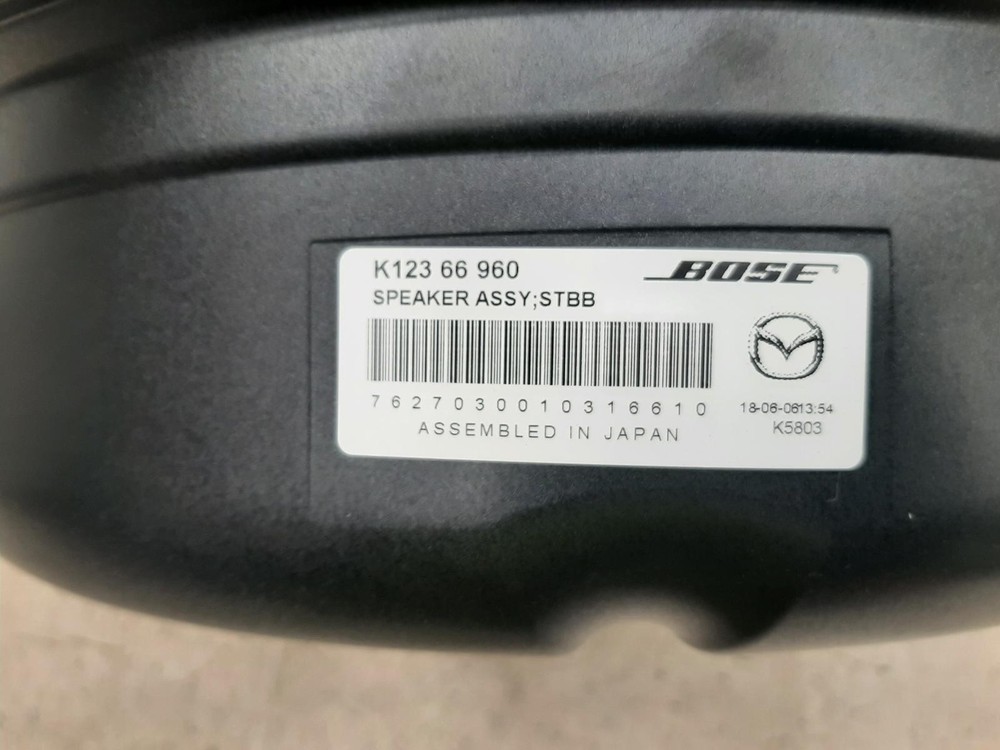 K123 66 960
BOSE
SPEAKER ASSY;STBB
7627030010316610
18-06-0613:54
K5803
ASSEMBLED IN JAPAN